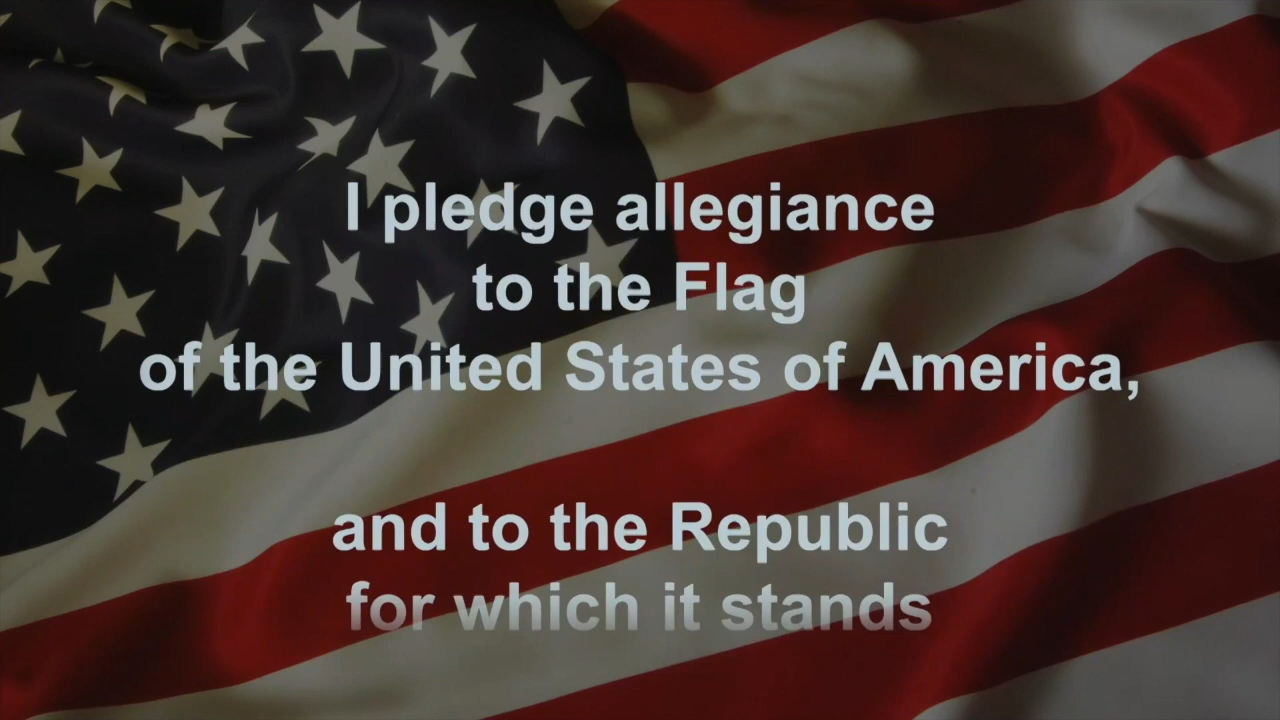 I pledge allegiance
to the Flag
of the United States of America,
and to the Republic
for which it stands